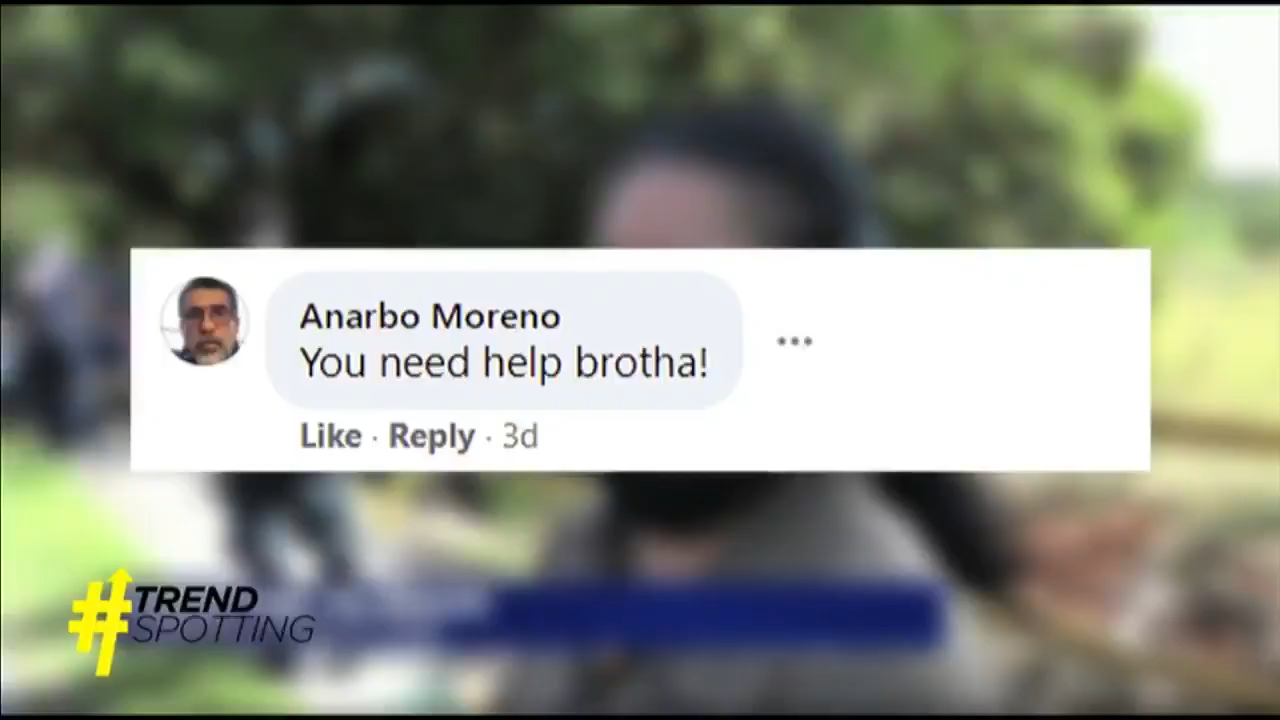 Anarbo Moreno
You need help brotha!
Like · Reply · 3d
#TREND
SPOTTING